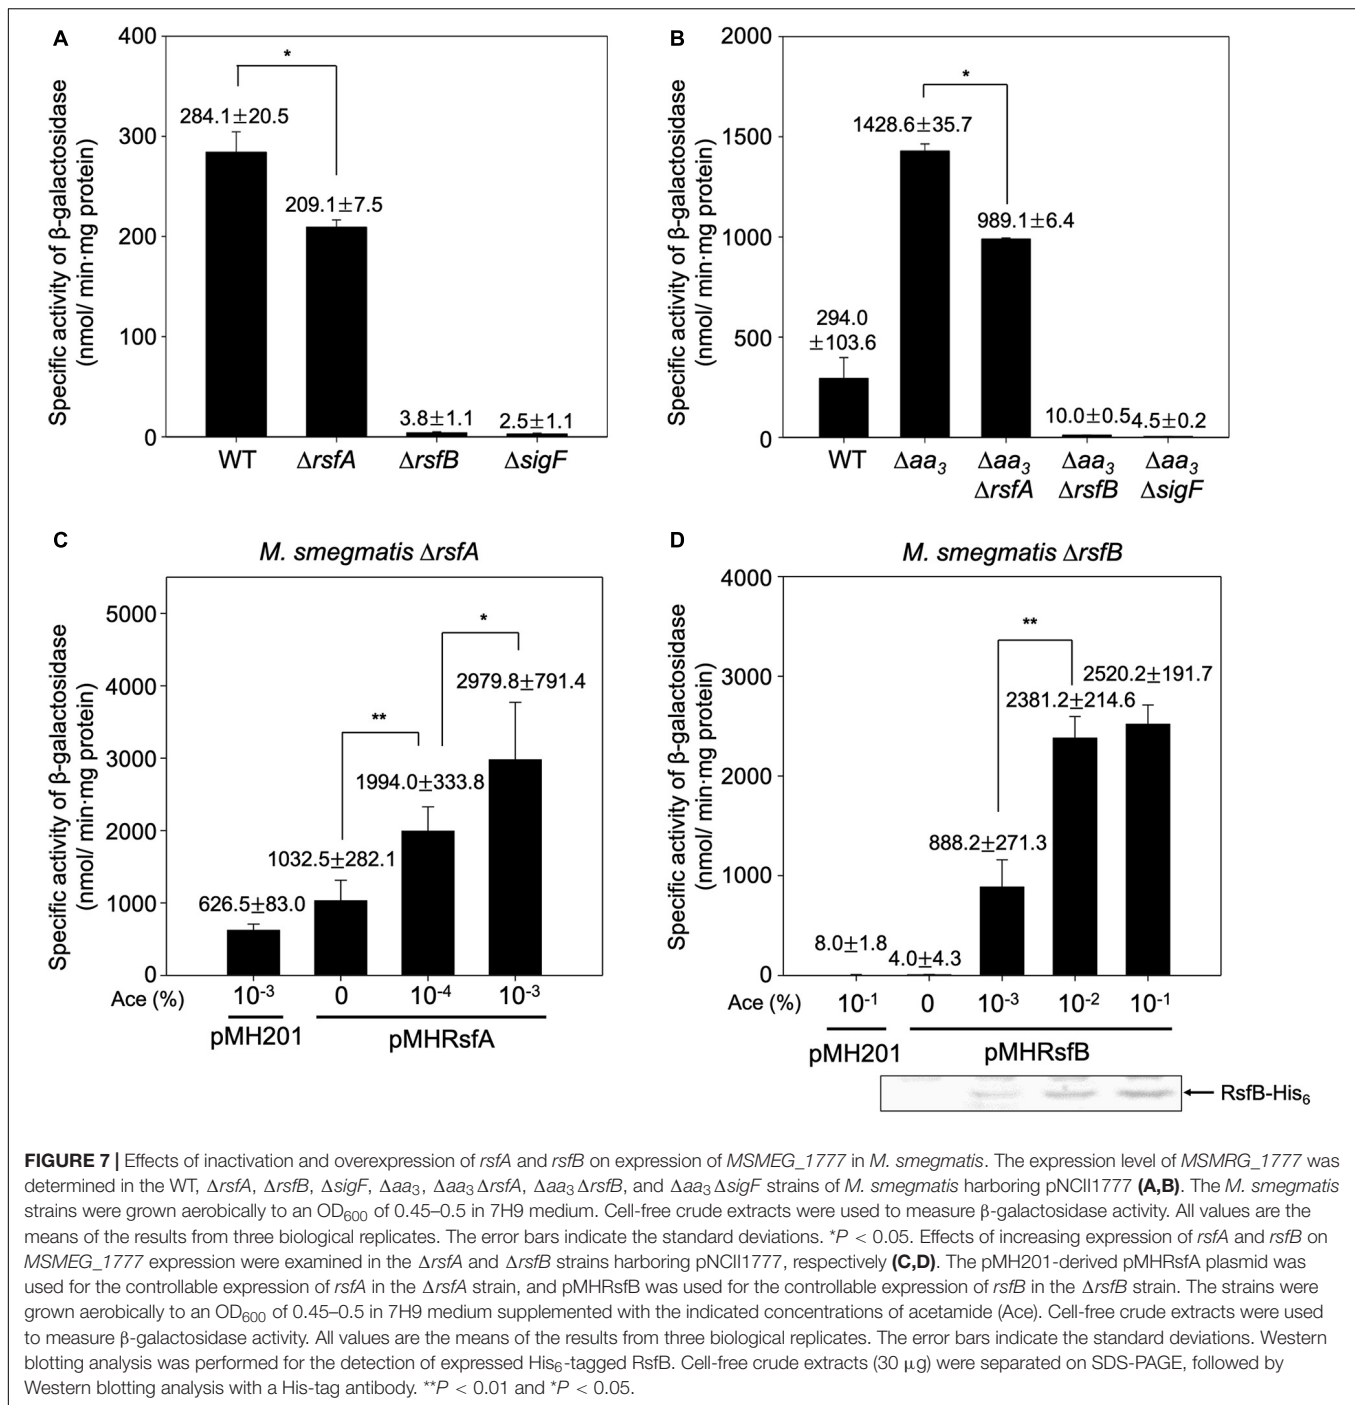 A
Specific activity of β-galactosidase
(nmol/ min·mg protein)
400
300
200
100
0
*
284.1±20.5
209.1±7.5
3.8±1.1
2.5±1.1
WT ΔrsfA ΔrsfB ΔsigF
B
Specific activity of β-galactosidase
(nmol/ min·mg protein)
2000
1500
1000
500
0
*
1428.6±35.7
989.1±6.4
294.0
±103.6
10.0±0.5
4.5±0.2
WT Δaa3 Δaa3 Δaa3 Δaa3
ΔrsfA ΔrsfB ΔsigF
C
M. smegmatis ΔrsfA
Specific activity of β-galactosidase
(nmol/ min·mg protein)
5000
4000
3000
2000
1000
0
*
2979.8±791.4
**
1994.0±333.8
1032.5±282.1
626.5±83.0
Ace (%) 10-3 0 10-4 10-3
pMH201 pMHRsfA
D
M. smegmatis ΔrsfB
Specific activity of β-galactosidase
(nmol/ min·mg protein)
4000
3000
2000
1000
0
**
2520.2±191.7
2381.2±214.6
888.2±271.3
8.0±1.8
4.0±4.3
Ace (%) 10-1 0 10-3 10-2 10-1
pMH201 pMHRsfB
RsfB-His6
FIGURE 7 | Effects of inactivation and overexpression of rsfA and rsfB on expression of MSMEG_1777 in M. smegmatis. The expression level of MSMRG_1777 was
determined in the WT, ΔrsfA, ΔrsfB, ΔsigF, Δaa3, Δaa3ΔrsfA, Δaa3ΔrsfB, and Δaa3ΔsigF strains of M. smegmatis harboring pNCII1777 (A,B). The M. smegmatis
strains were grown aerobically to an OD600 of 0.45–0.5 in 7H9 medium. Cell-free crude extracts were used to measure β-galactosidase activity. All values are the
means of the results from three biological replicates. The error bars indicate the standard deviations. *P < 0.05. Effects of increasing expression of rsfA and rsfB on
MSMEG_1777 expression were examined in the ΔrsfA and ΔrsfB strains harboring pNCII1777, respectively (C,D). The pMH201-derived pMHRsfA plasmid was
used for the controllable expression of rsfA in the ΔrsfA strain, and pMHRsfB was used for the controllable expression of rsfB in the ΔrsfB strain. The strains were
grown aerobically to an OD600 of 0.45–0.5 in 7H9 medium supplemented with the indicated concentrations of acetamide (Ace). Cell-free crude extracts were used
to measure β-galactosidase activity. All values are the means of the results from three biological replicates. The error bars indicate the standard deviations. Western
blotting analysis was performed for the detection of expressed His6-tagged RsfB. Cell-free crude extracts (30 μg) were separated on SDS-PAGE, followed by
Western blotting analysis with a His-tag antibody. **P < 0.01 and *P < 0.05.